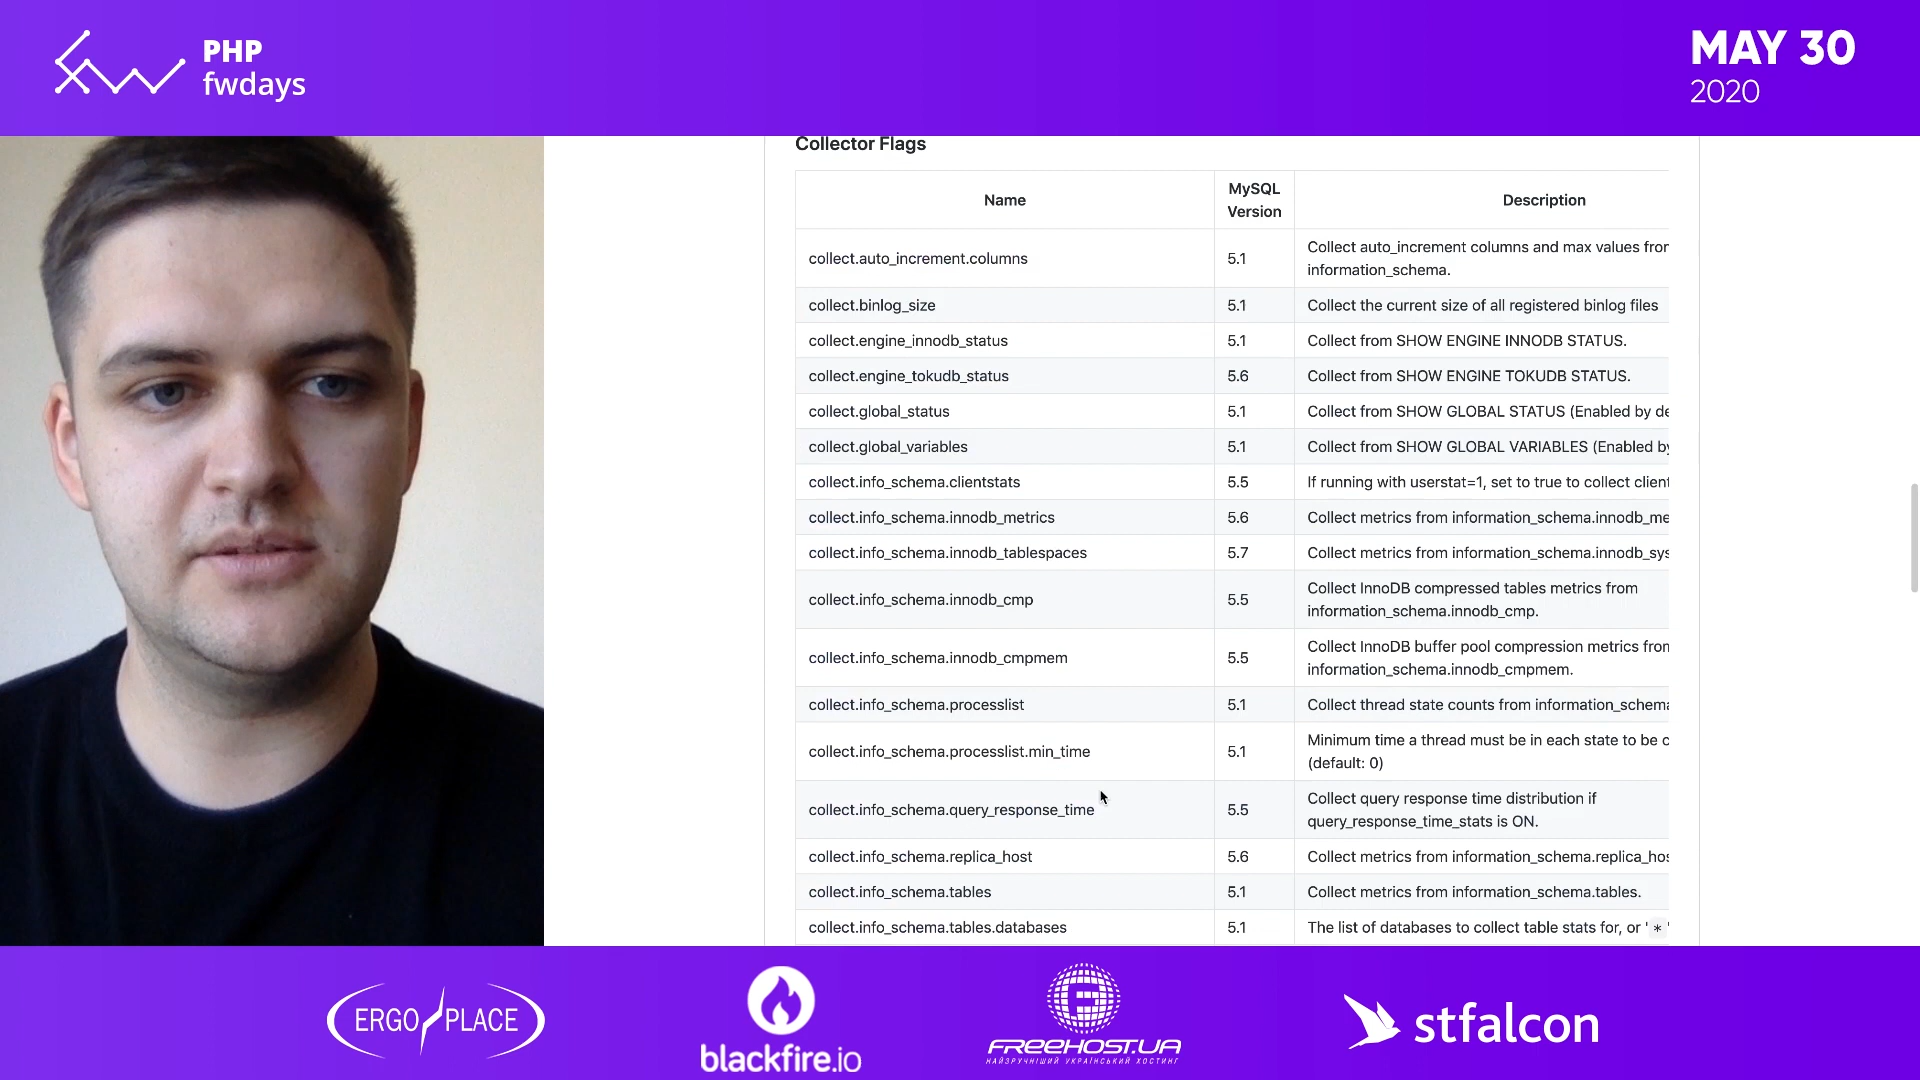 PHP
fwdays
MAY 30
2020
Collector Flags
Name
MySQL
Version
Description
collect.auto_increment.columns
5.1
Collect auto_increment columns and max values from
information_schema.
collect.binlog_size
5.1
Collect the current size of all registered binlog files
collect.engine_innodb_status
5.1
Collect from SHOW ENGINE INNODB STATUS.
collect.engine_tokudb_status
5.6
Collect from SHOW ENGINE TOKUDB STATUS.
collect.global_status
5.1
Collect from SHOW GLOBAL STATUS (Enabled by de
collect.global_variables
5.1
Collect from SHOW GLOBAL VARIABLES (Enabled by
collect.info_schema.clientstats
5.5
If running with userstat=1, set to true to collect client
collect.info_schema.innodb_metrics
5.6
Collect metrics from information_schema.innodb_me
collect.info_schema.innodb_tablespaces
5.7
Collect metrics from information_schema.innodb_sys
collect.info_schema.innodb_cmp
5.5
Collect InnoDB compressed tables metrics from
information_schema.innodb_cmp.
collect.info_schema.innodb_cmpmem
5.5
Collect InnoDB buffer pool compression metrics from
information_schema.innodb_cmpmem.
collect.info_schema.processlist
5.1
Collect thread state counts from information_schema
collect.info_schema.processlist.min_time
5.1
Minimum time a thread must be in each state to be c
(default: 0)
collect.info_schema.query_response_time
5.5
Collect query response time distribution if
query_response_time_stats is ON.
collect.info_schema.replica_host
5.6
Collect metrics from information_schema.replica_hos
collect.info_schema.tables
5.1
Collect metrics from information_schema.tables.
collect.info_schema.tables.databases
5.1
The list of databases to collect table stats for, or '*'
ERGO PLACE
blackfire.io
FREEHOST.UA
НАЙЗРУЧНІШИЙ УКРАЇНСЬКИЙ ХОСТИНГ
stfalcon